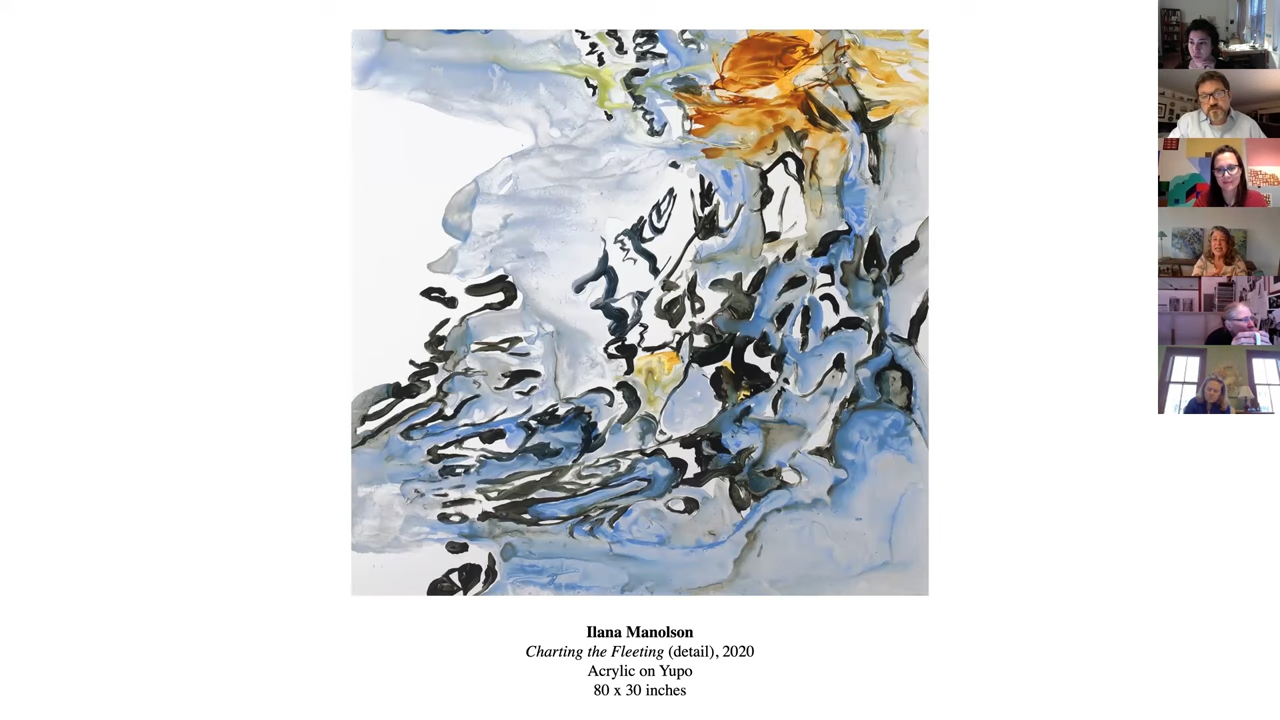 Ilana Manolson
Charting the Fleeting (detail), 2020
Acrylic on Yupo
80 x 30 inches